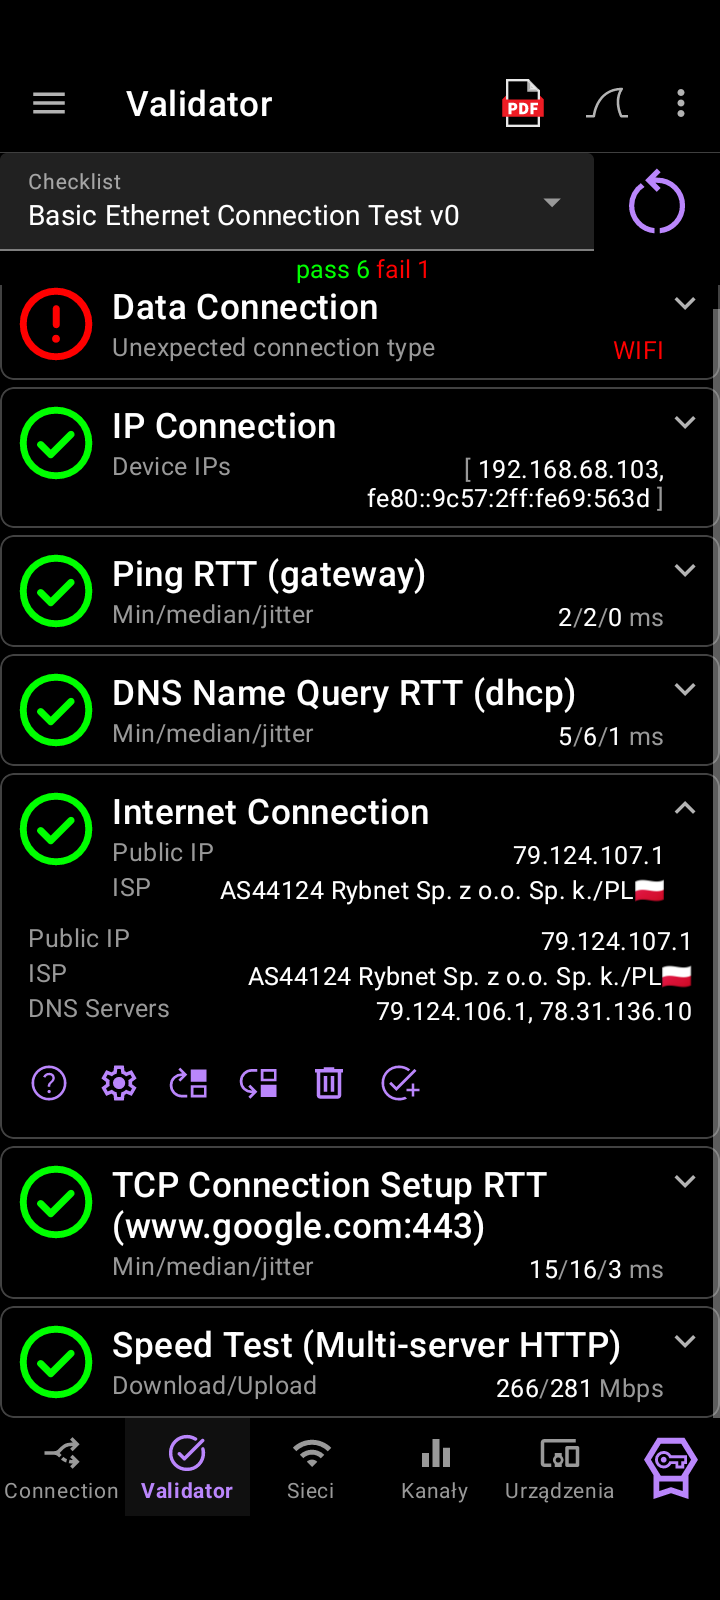 Validator
PDF
Checklist
Basic Ethernet Connection Test v0
pass 6 fail 1
Data Connection
Unexpected connection type
WIFI
IP Connection
Device IPs
[ 192.168.68.103,
fe80::9c57:2ff:fe69:563d ]
Ping RTT (gateway)
Min/median/jitter
2/2/0 ms
DNS Name Query RTT (dhcp)
Min/median/jitter
5/6/1 ms
Internet Connection
Public IP
79.124.107.1
ISP
AS44124 Rybnet Sp. z o.o. Sp. k./PL🇵🇱
Public IP
79.124.107.1
ISP
AS44124 Rybnet Sp. z o.o. Sp. k./PL🇵🇱
DNS Servers
79.124.106.1, 78.31.136.10
TCP Connection Setup RTT
(www.google.com:443)
Min/median/jitter
15/16/3 ms
Speed Test (Multi-server HTTP)
Download/Upload
266/281 Mbps
Connection
Validator
Sieci
Kanały
Urządzenia